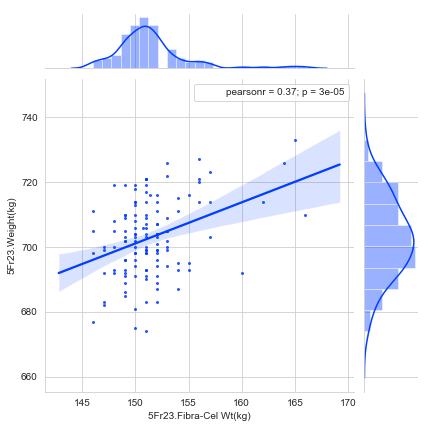 pearsonr = 0.37; p = 3e-05
740
720
700
680
660
5Fr23.Weight(kg)
145 150 155 160 165 170
5Fr23.Fibra-Cel Wt(kg)